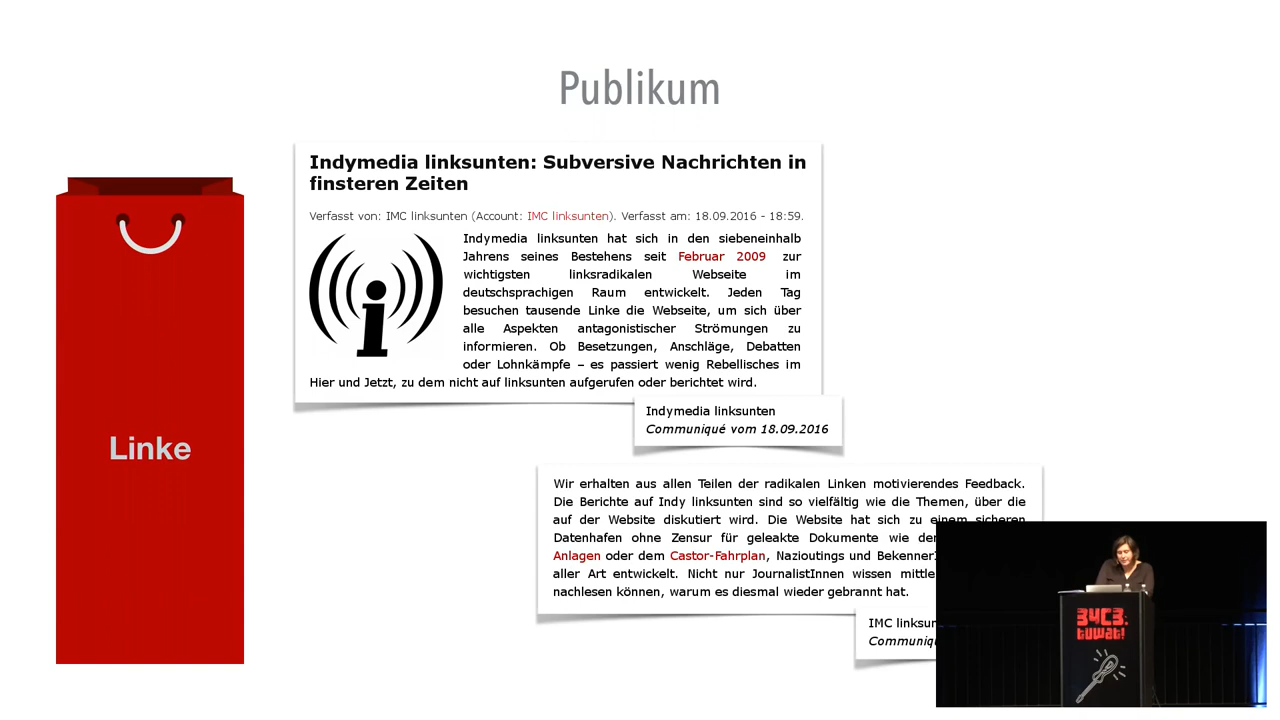 Publikum
Linke
Indymedia linksunten: Subversive Nachrichten in
finsteren Zeiten
Verfasst von: IMC linksunten (Account: IMC linksunten). Verfasst am: 18.09.2016 - 18:59.
Indymedia linksunten hat sich in den siebeneinhalb
Jahrens seines Bestehens seit Februar 2009 zur
wichtigsten linksradikalen Webseite im
deutschsprachigen Raum entwickelt. Jeden Tag
besuchen tausende Linke die Webseite, um sich über
alle Aspekten antagonistischer Strömungen zu
informieren. Ob Besetzungen, Anschläge, Debatten
oder Lohnkämpfe – es passiert wenig Rebellisches im
Hier und Jetzt, zu dem nicht auf linksunten aufgerufen oder berichtet wird.
Indymedia linksunten
Communiqué vom 18.09.2016
Wir erhalten aus allen Teilen der radikalen Linken motivierendes Feedback.
Die Berichte auf Indy linksunten sind so vielfältig wie die Themen, über die
auf der Website diskutiert wird. Die Website hat sich zu einem sicheren
Datenhafen ohne Zensur für geleakte Dokumente wie
Anlagen oder dem Castor-Fahrplan, Nazioutings und
aller Art entwickelt. Nicht nur JournalistInnen wissen
nachlesen können, warum es diesmal wieder gebrannt hat.
IMC
34C3.
tuwat!